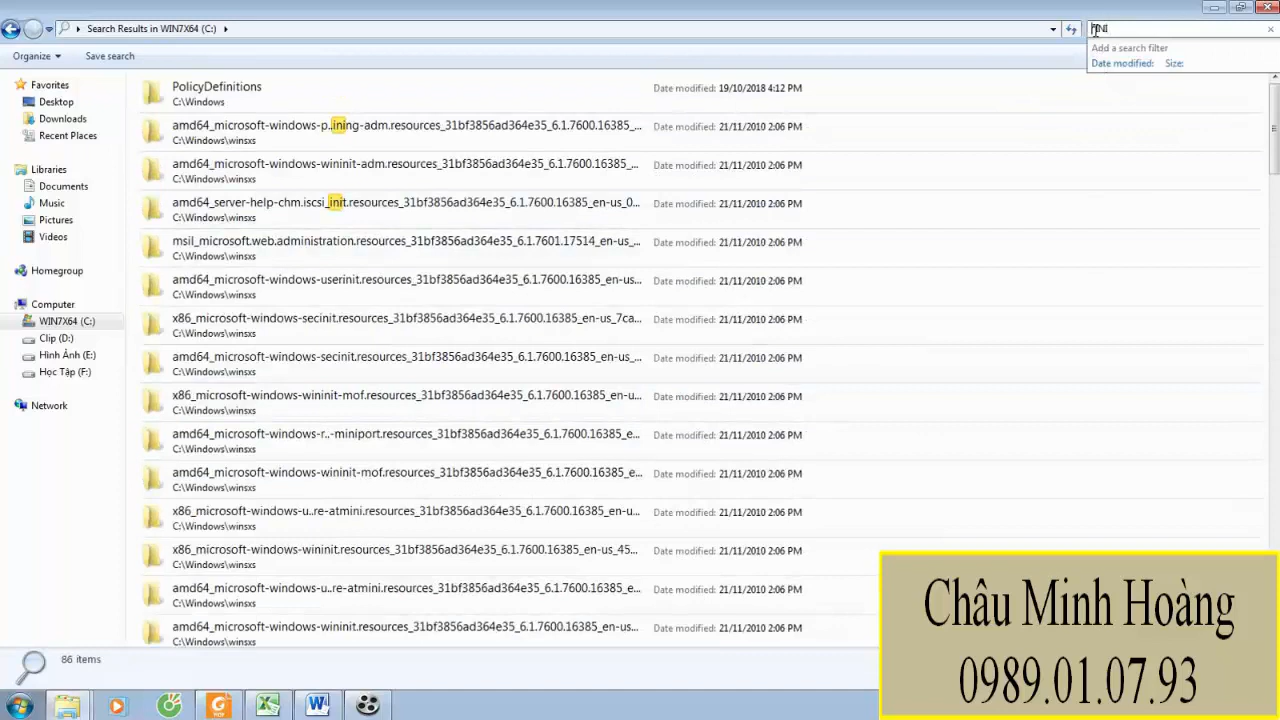 Search Results in WIN7X64 (C:)
INI
Add a search filter
Date modified: Size:
Organize
Save search
Favorites
Desktop
Downloads
Recent Places
Libraries
Documents
Music
Pictures
Videos
Homegroup
Computer
WIN7X64 (C:)
Clip (D:)
Hình Ảnh (E:)
Học Tập (F:)
Network
PolicyDefinitions
Date modified: 19/10/2018 4:12 PM
C:\Windows
amd64_microsoft-windows-p..ining-adm.resources_31bf3856ad364e35_6.1.7600.16385_...
Date modified: 21/11/2010 2:06 PM
C:\Windows\winsxs
amd64_microsoft-windows-wininit-adm.resources_31bf3856ad364e35_6.1.7600.16385_...
Date modified: 21/11/2010 2:06 PM
C:\Windows\winsxs
amd64_server-help-chm.iscsi_init.resources_31bf3856ad364e35_6.1.7600.16385_en-us_0...
Date modified: 21/11/2010 2:06 PM
C:\Windows\winsxs
msil_microsoft.web.administration.resources_31bf3856ad364e35_6.1.7601.17514_en-us_...
Date modified: 21/11/2010 2:06 PM
C:\Windows\winsxs
amd64_microsoft-windows-userinit.resources_31bf3856ad364e35_6.1.7600.16385_en-us...
Date modified: 21/11/2010 2:06 PM
C:\Windows\winsxs
x86_microsoft-windows-secinit.resources_31bf3856ad364e35_6.1.7600.16385_en-us_7ca...
Date modified: 21/11/2010 2:06 PM
C:\Windows\winsxs
amd64_microsoft-windows-secinit.resources_31bf3856ad364e35_6.1.7600.16385_en-us_...
Date modified: 21/11/2010 2:06 PM
C:\Windows\winsxs
x86_microsoft-windows-wininit-mof.resources_31bf3856ad364e35_6.1.7600.16385_en-u...
Date modified: 21/11/2010 2:06 PM
C:\Windows\winsxs
amd64_microsoft-windows-r..-miniport.resources_31bf3856ad364e35_6.1.7600.16385_e...
Date modified: 21/11/2010 2:06 PM
C:\Windows\winsxs
amd64_microsoft-windows-wininit-mof.resources_31bf3856ad364e35_6.1.7600.16385_e...
Date modified: 21/11/2010 2:06 PM
C:\Windows\winsxs
x86_microsoft-windows-u..re-atmini.resources_31bf3856ad364e35_6.1.7600.16385_en-u...
Date modified: 21/11/2010 2:06 PM
C:\Windows\winsxs
x86_microsoft-windows-wininit.resources_31bf3856ad364e35_6.1.7600.16385_en-us_45...
Date modified: 21/11/2010 2:06 PM
C:\Windows\winsxs
amd64_microsoft-windows-u..re-atmini.resources_31bf3856ad364e35_6.1.7600.16385_e...
Date modified: 21/11/2010 2:06 PM
C:\Windows\winsxs
amd64_microsoft-windows-wininit.resources_31bf3856ad364e35_6.1.7600.16385_en-us...
Date modified: 21/11/2010 2:06 PM
C:\Windows\winsxs
86 items
Châu Minh Hoàng
0989.01.07.93